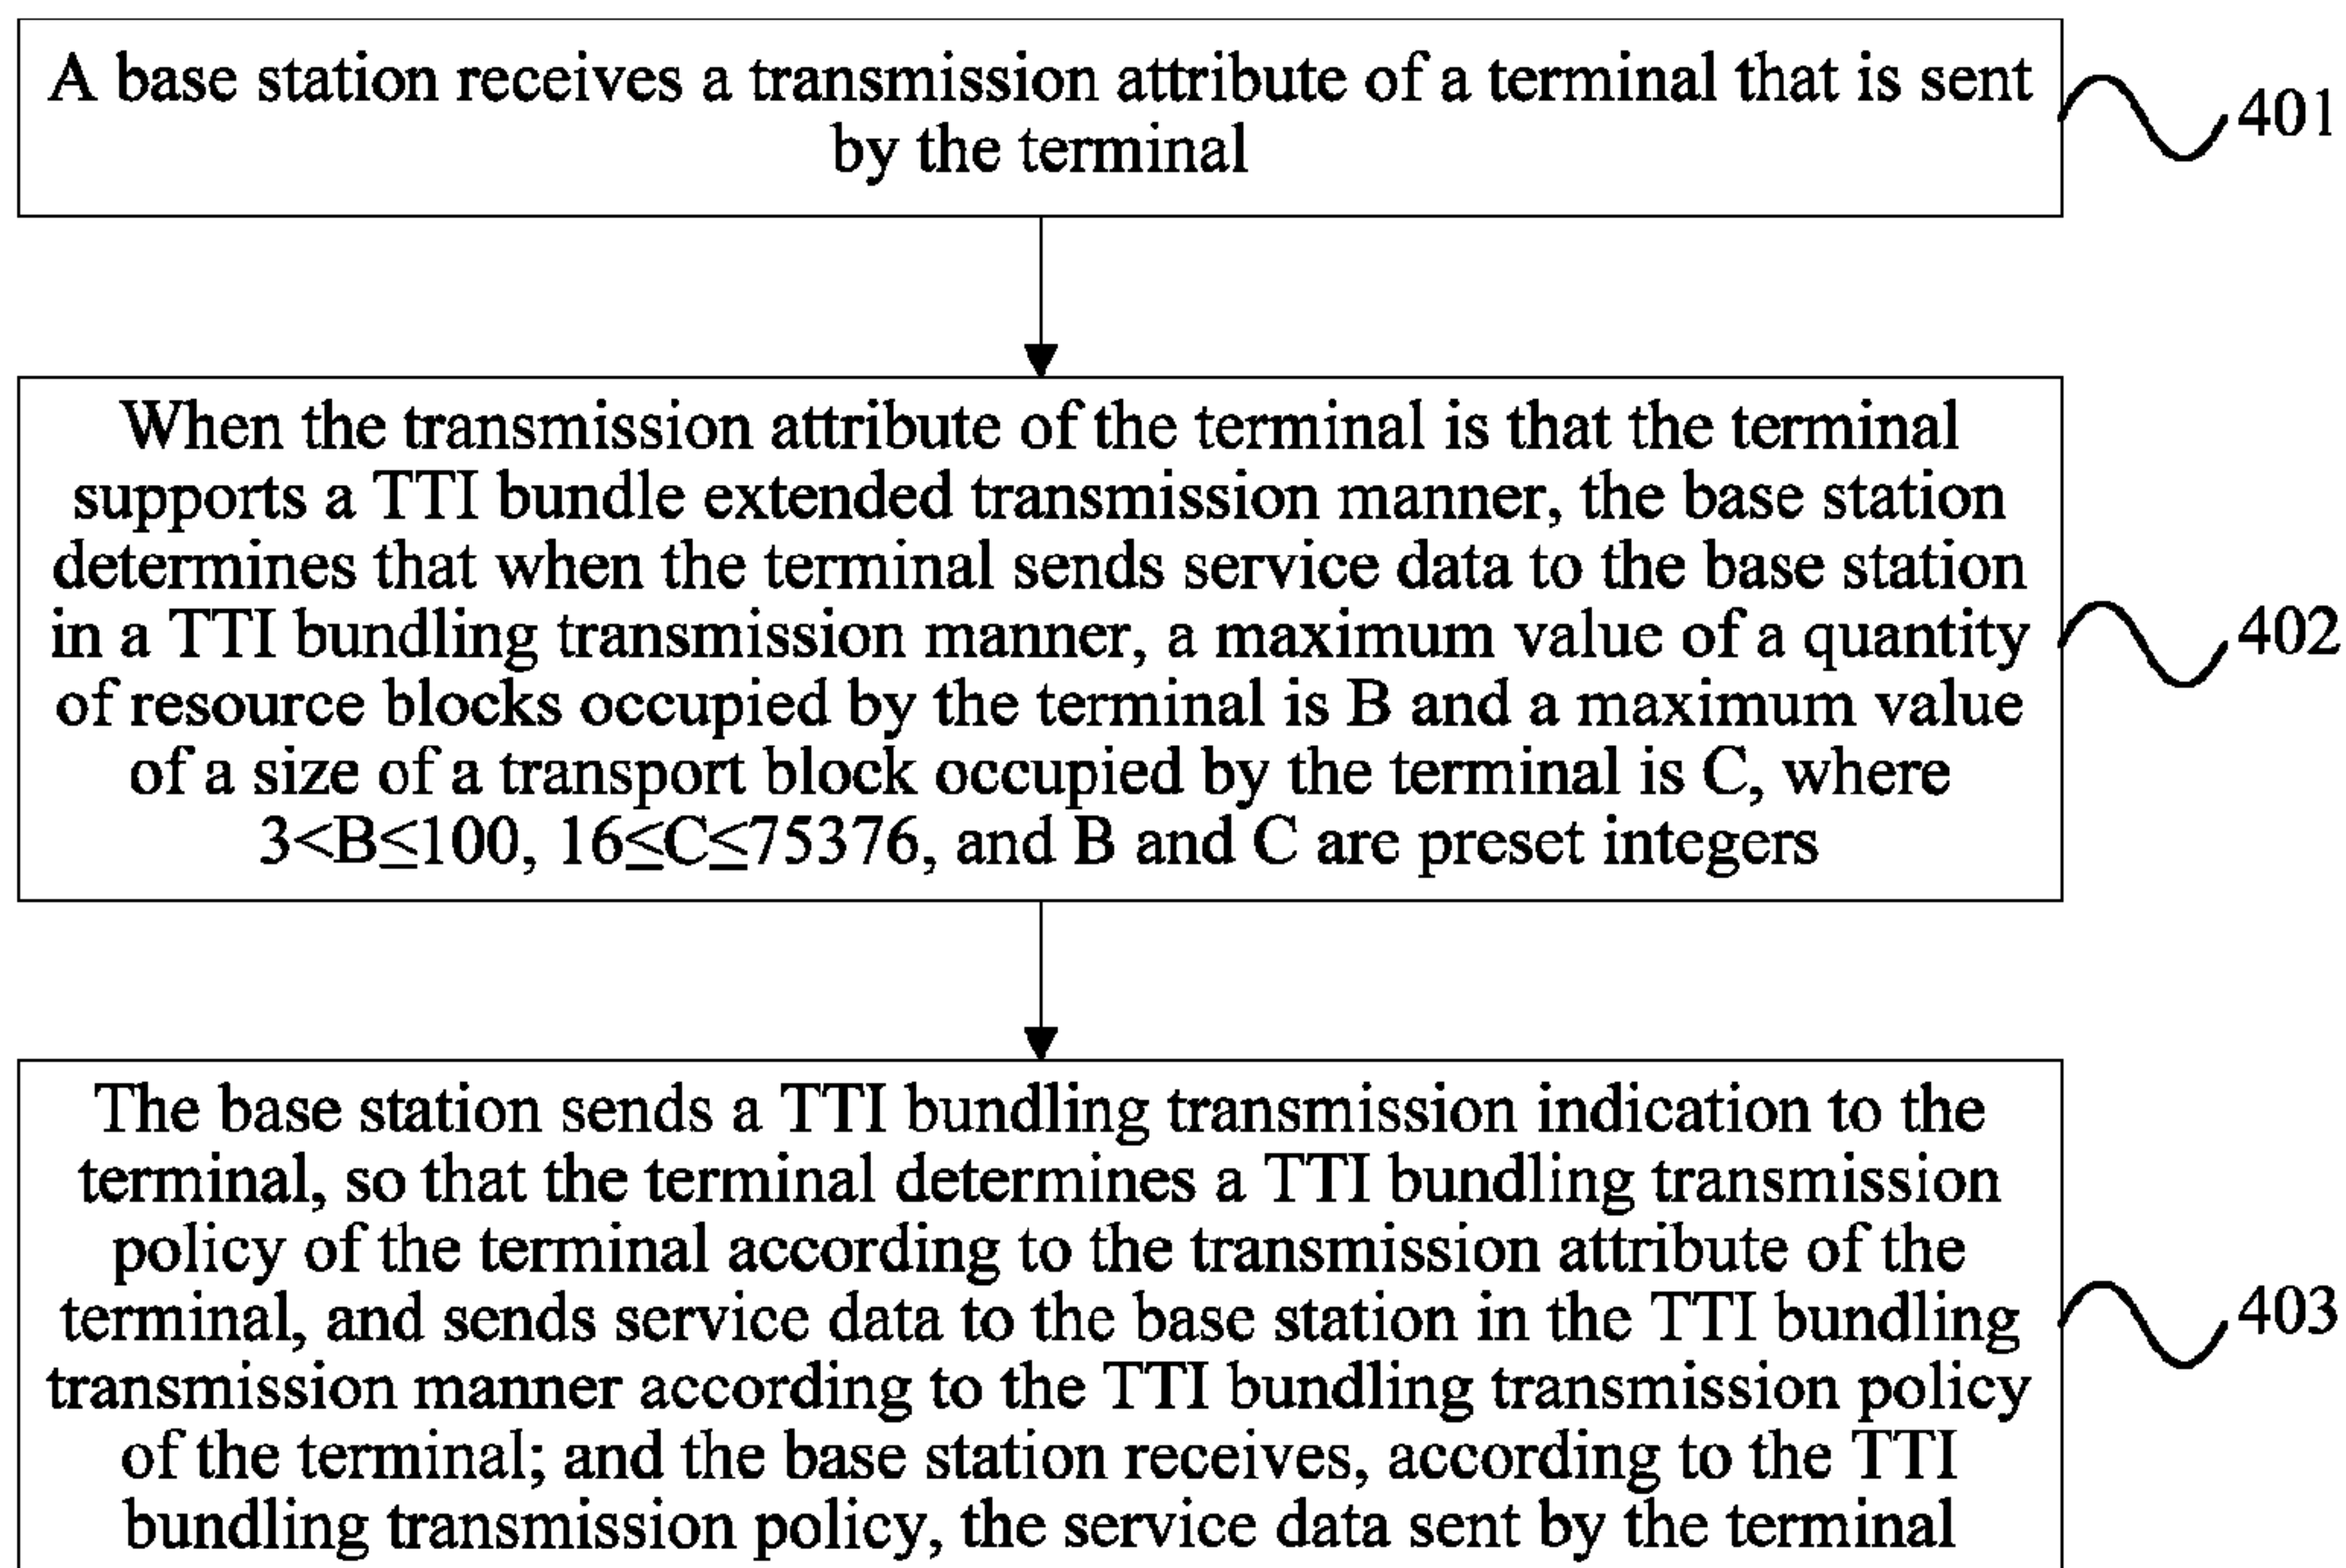 A base station receives a transmission attribute of a terminal that is sent
by the terminal
401
When the transmission attribute of the terminal is that the terminal
supports a TTI bundle extended transmission manner, the base station
determines that when the terminal sends service data to the base station
in a TTI bundling transmission manner, a maximum value of a quantity
of resource blocks occupied by the terminal is B and a maximum value
of a size of a transport block occupied by the terminal is C, where
3<B≤100, 16≤C≤75376, and B and C are preset integers
402
The base station sends a TTI bundling transmission indication to the
terminal, so that the terminal determines a TTI bundling transmission
policy of the terminal according to the transmission attribute of the
terminal, and sends service data to the base station in the TTI bundling
transmission manner according to the TTI bundling transmission policy
of the terminal; and the base station receives, according to the TTI
bundling transmission policy, the service data sent by the terminal
403